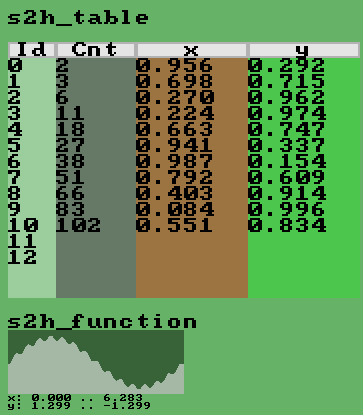 s2h_table
Id Cnt x y
0 2 0.956 0.292
1 3 0.698 0.715
2 6 0.270 0.962
3 11 0.224 0.974
4 18 0.663 0.747
5 27 0.941 0.337
6 38 0.987 0.154
7 51 0.792 0.609
8 66 0.403 0.914
9 83 0.084 0.996
10 102 0.551 0.834
11
12
s2h_function
x: 0.000 .. 6.283
y: 1.299 .. -1.299